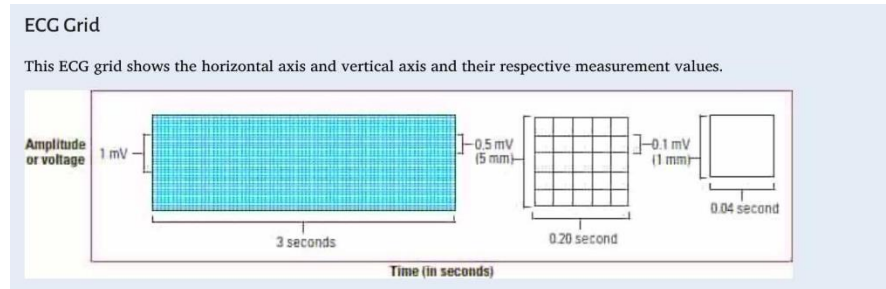 ECG Grid
This ECG grid shows the horizontal axis and vertical axis and their respective measurement values.
Amplitude
or voltage
1 mV
0.5 mV
(5 mm)
0.1 mV
(1 mm)
3 seconds
0.20 second
0.04 second
Time (in seconds)